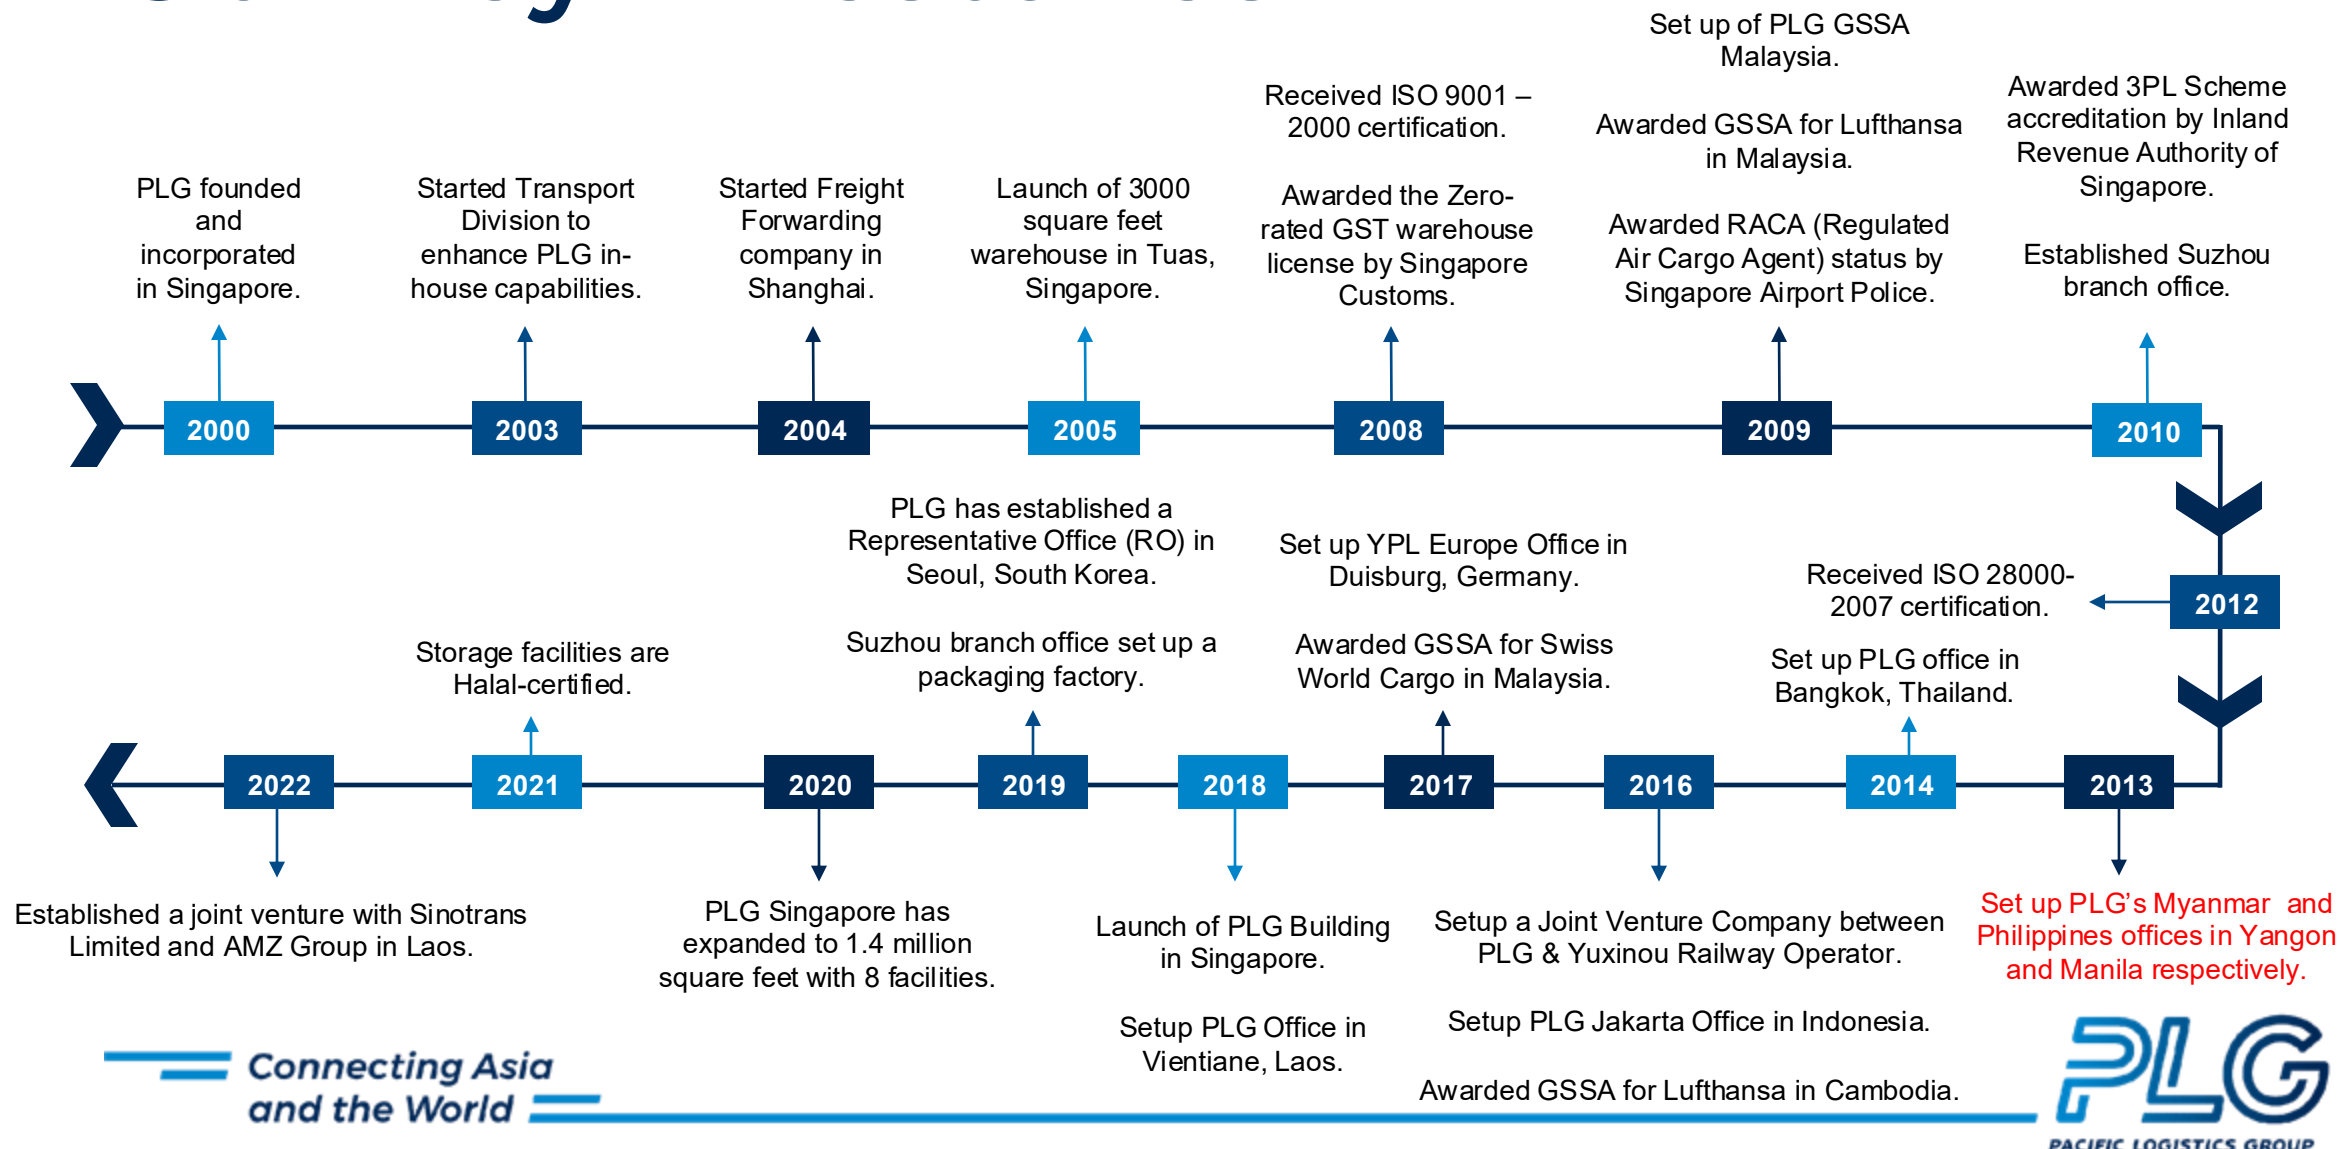 Set up of PLG GSSA
Malaysia.
Awarded GSSA for Lufthansa
in Malaysia.
Awarded RACA (Regulated
Air Cargo Agent) status by
Singapore Airport Police.
Received ISO 9001 –
2000 certification.
Awarded the Zero-
rated GST warehouse
license by Singapore
Customs.
Awarded 3PL Scheme
accreditation by Inland
Revenue Authority of
Singapore.
Established Suzhou
branch office.
PLG founded
and
incorporated
in Singapore.
Started Transport
Division to
enhance PLG in-
house capabilities.
Started Freight
Forwarding
company in
Shanghai.
Launch of 3000
square feet
warehouse in Tuas,
Singapore.
2000
2003
2004
2005
2008
2009
2010
PLG has established a
Representative Office (RO) in
Seoul, South Korea.
Suzhou branch office set up a
packaging factory.
Set up YPL Europe Office in
Duisburg, Germany.
Awarded GSSA for Swiss
World Cargo in Malaysia.
Received ISO 28000-
2007 certification.
2012
Set up PLG office in
Bangkok, Thailand.
Storage facilities are
Halal-certified.
2022
2021
2020
2019
2018
2017
2016
2014
2013
Established a joint venture with Sinotrans
Limited and AMZ Group in Laos.
PLG Singapore has
expanded to 1.4 million
square feet with 8 facilities.
Launch of PLG Building
in Singapore.
Setup PLG Office in
Vientiane, Laos.
Setup a Joint Venture Company between
PLG & Yuxinou Railway Operator.
Setup PLG Jakarta Office in Indonesia.
Awarded GSSA for Lufthansa in Cambodia.
Set up PLG’s Myanmar and
Philippines offices in Yangon
and Manila respectively.
Connecting Asia
and the World
PLG
PACIFIC LOGISTICS GROUP